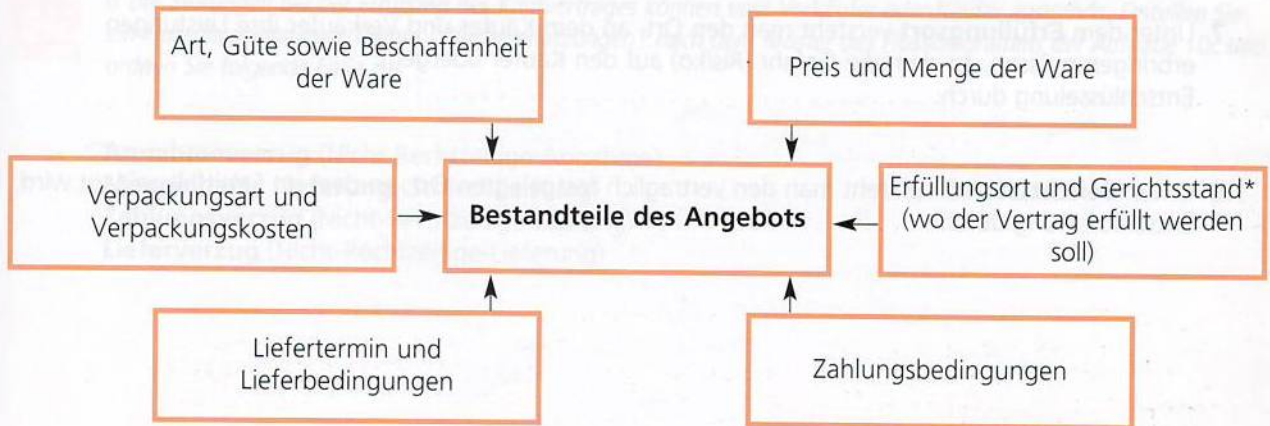 Art, Güte sowie Beschaffenheit
der Ware
Preis und Menge der Ware
Verpackungsart und
Verpackungskosten
Bestandteile des Angebots
Erfüllungsort und Gerichtsstand*
(wo der Vertrag erfüllt werden
soll)
Liefertermin und
Lieferbedingungen
Zahlungsbedingungen